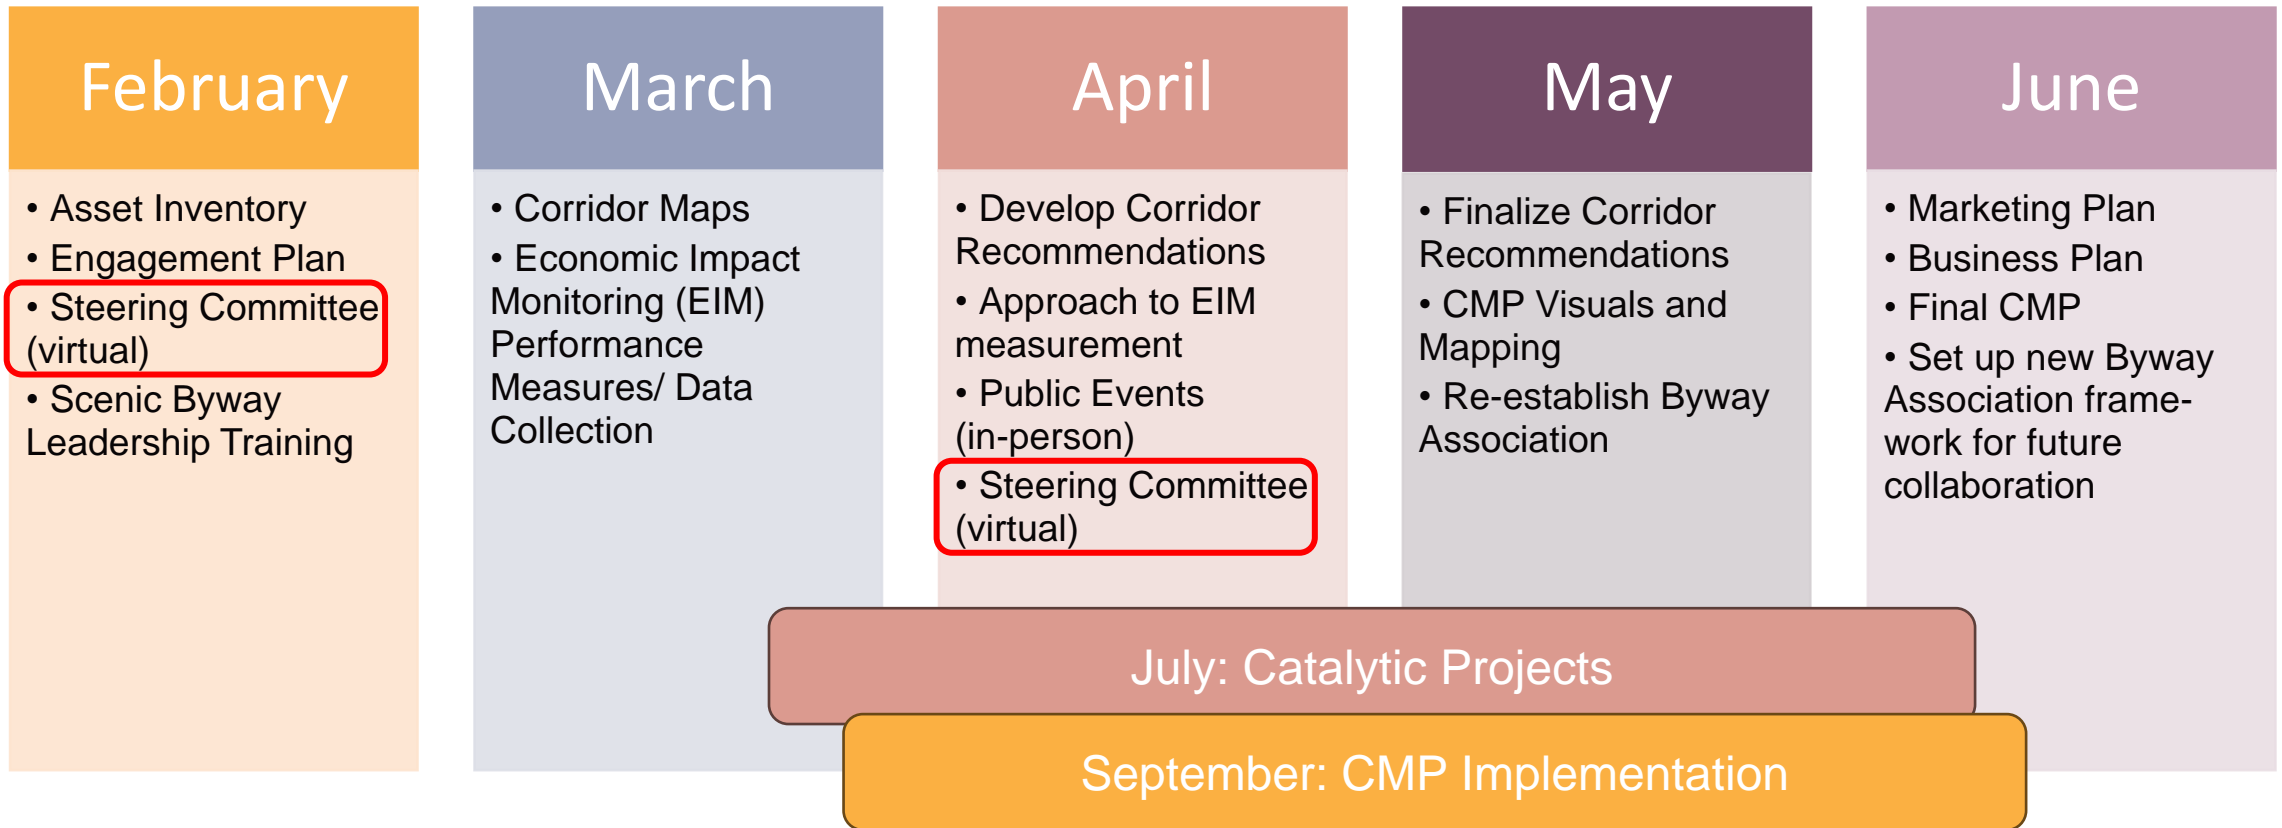 February
• Asset Inventory
• Engagement Plan
• Steering Committee
(virtual)
• Scenic Byway
Leadership Training
March
• Corridor Maps
• Economic Impact
Monitoring (EIM)
Performance
Measures/ Data
Collection
April
• Develop Corridor
Recommendations
• Approach to EIM
measurement
• Public Events
(in-person)
• Steering Committee
(virtual)
May
• Finalize Corridor
Recommendations
• CMP Visuals and
Mapping
• Re-establish Byway
Association
June
• Marketing Plan
• Business Plan
• Final CMP
• Set up new Byway
Association frame-
work for future
collaboration
July: Catalytic Projects
September: CMP Implementation